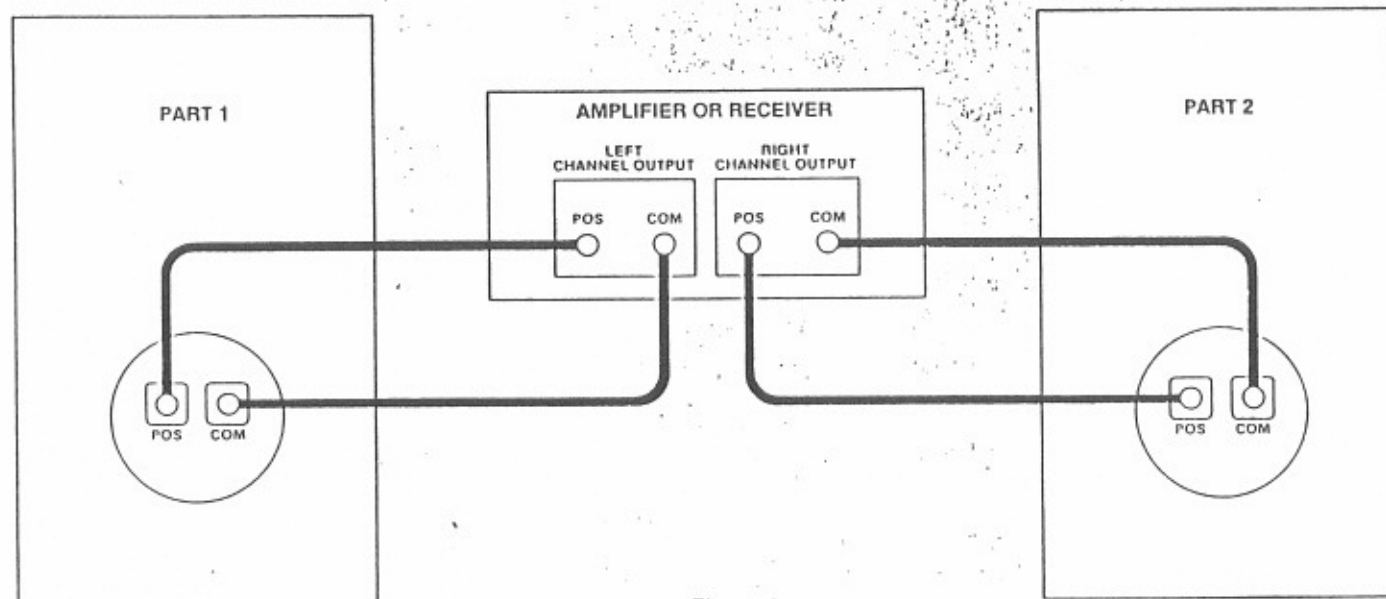 PART 1
AMPLIFIER OR RECEIVER
PART 2
LEFT
CHANNEL OUTPUT
RIGHT
CHANNEL OUTPUT
POS
COM
POS
COM
POS
COM
POS
COM